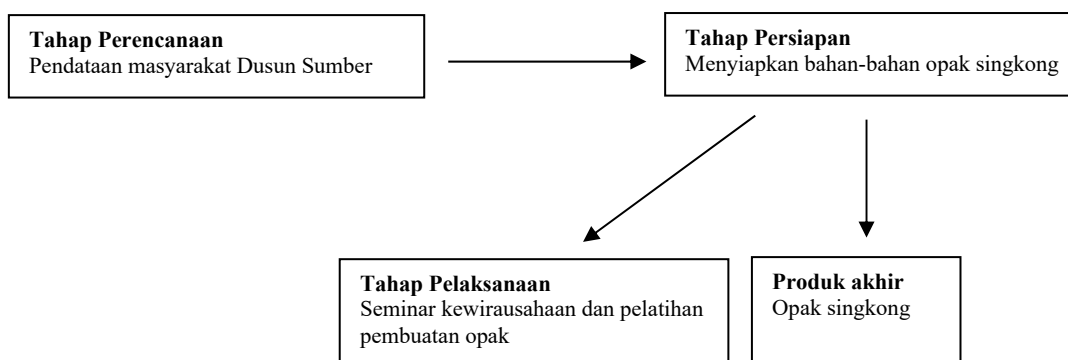 Tahap Perencanaan
Pendataan masyarakat Dusun Sumber
Tahap Persiapan
Menyiapkan bahan-bahan opak singkong
Tahap Pelaksanaan
Seminar kewirausahaan dan pelatihan
pembuatan opak
Produk akhir
Opak singkong